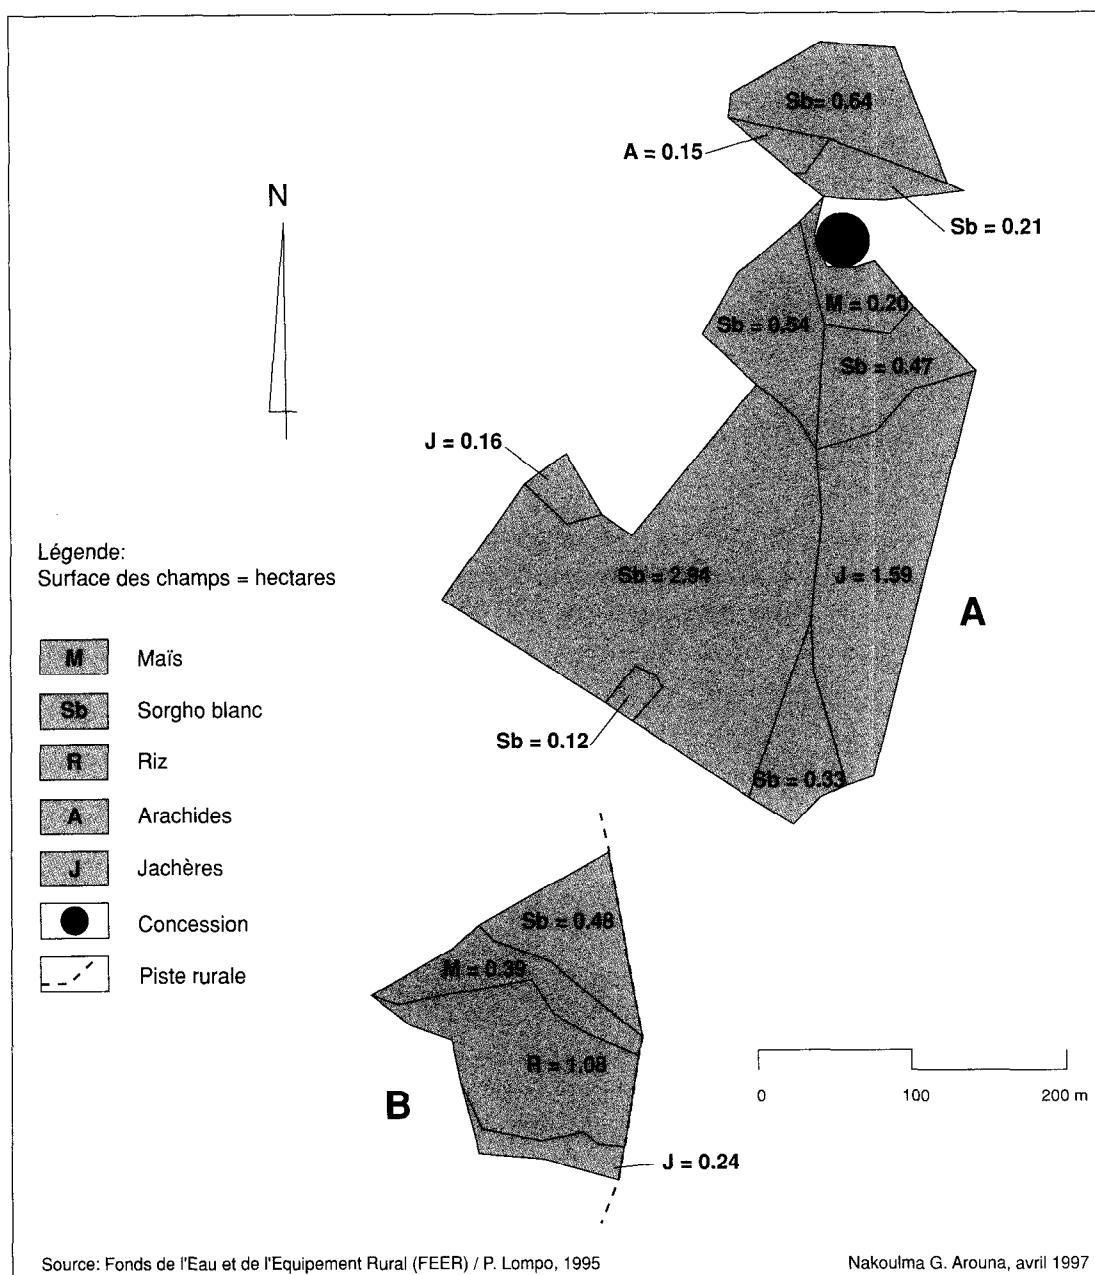 Sb= 0.64
A = 0.15
N
Sb = 0.21
M = 0.20
Sb = 0.54
Sb = 0.47
J = 0.16
Légende:
Surface des champs = hectares
Sb = 2.94
J = 1.59
A
M Maïs
Sb Sorgho blanc
R Riz
A Arachides
J Jachères
Concession
Piste rurale
Sb = 0.12
Sb = 0.33
Sb = 0.48
M = 0.39
R = 1.08
B
J = 0.24
0 100 200 m
Source: Fonds de l'Eau et de l'Equipement Rural (FEER) / P. Lompo, 1995
Nakoulma G. Arouna, avril 1997